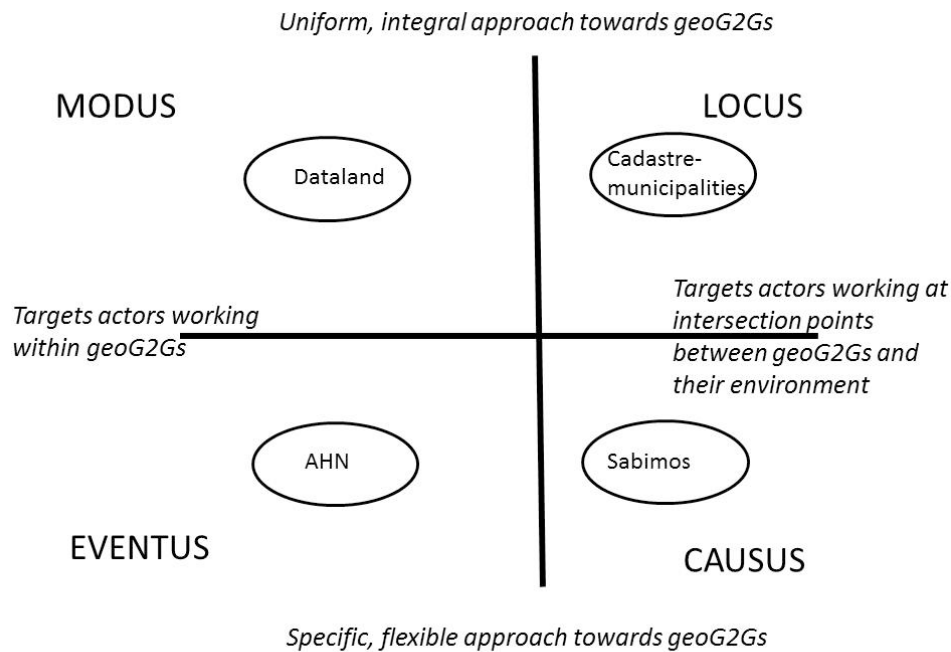 Uniform, integral approach towards geoG2Gs
MODUS
LOCUS
Dataland
Cadastre-
municipalities
Targets actors working
within geoG2Gs
Targets actors working at
intersection points
between geoG2Gs and
their environment
AHN
Sabimos
EVENTUS
CAUSUS
Specific, flexible approach towards geoG2Gs